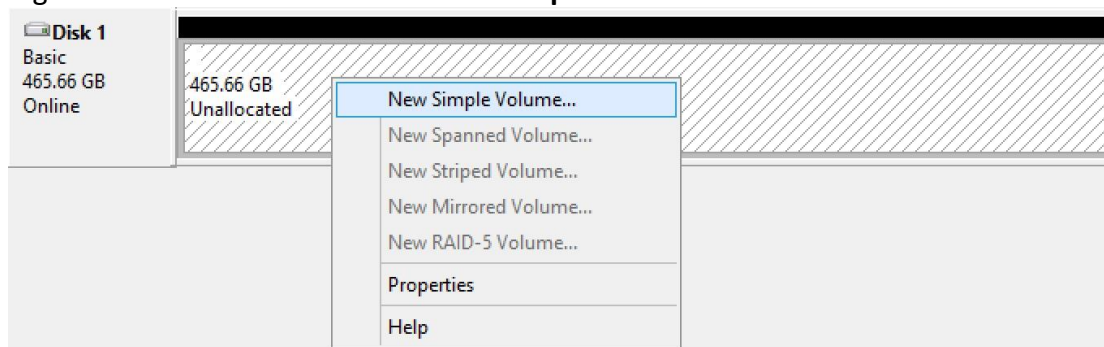 Disk 1
Basic
465.66 GB
Online
465.66 GB
Unallocated
New Simple Volume...
New Spanned Volume...
New Striped Volume...
New Mirrored Volume...
New RAID-5 Volume...
Properties
Help